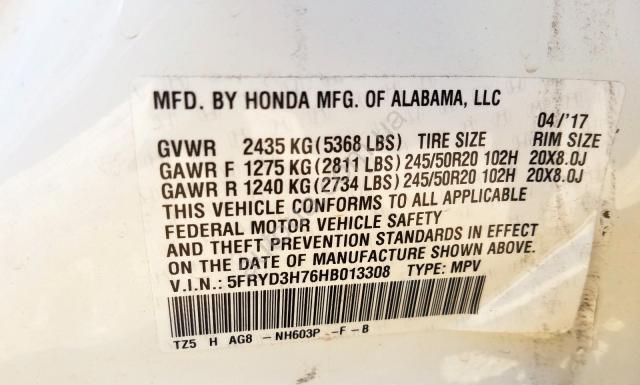 MFD. BY HONDA MFG. OF ALABAMA, LLC
04/'17
GVWR 2435 KG (5368 LBS) TIRE SIZE RIM SIZE
GAWR F 1275 KG (2811 LBS) 245/50R20 102H 20X8.0J
GAWR R 1240 KG (2734 LBS) 245/50R20 102H 20X8.0J
THIS VEHICLE CONFORMS TO ALL APPLICABLE
FEDERAL MOTOR VEHICLE SAFETY
AND THEFT PREVENTION STANDARDS IN EFFECT
ON THE DATE OF MANUFACTURE SHOWN ABOVE.
V.I.N.: 5FRYD3H76HB013308 TYPE: MPV
TZ5 H AG8 -NH603P -F-B